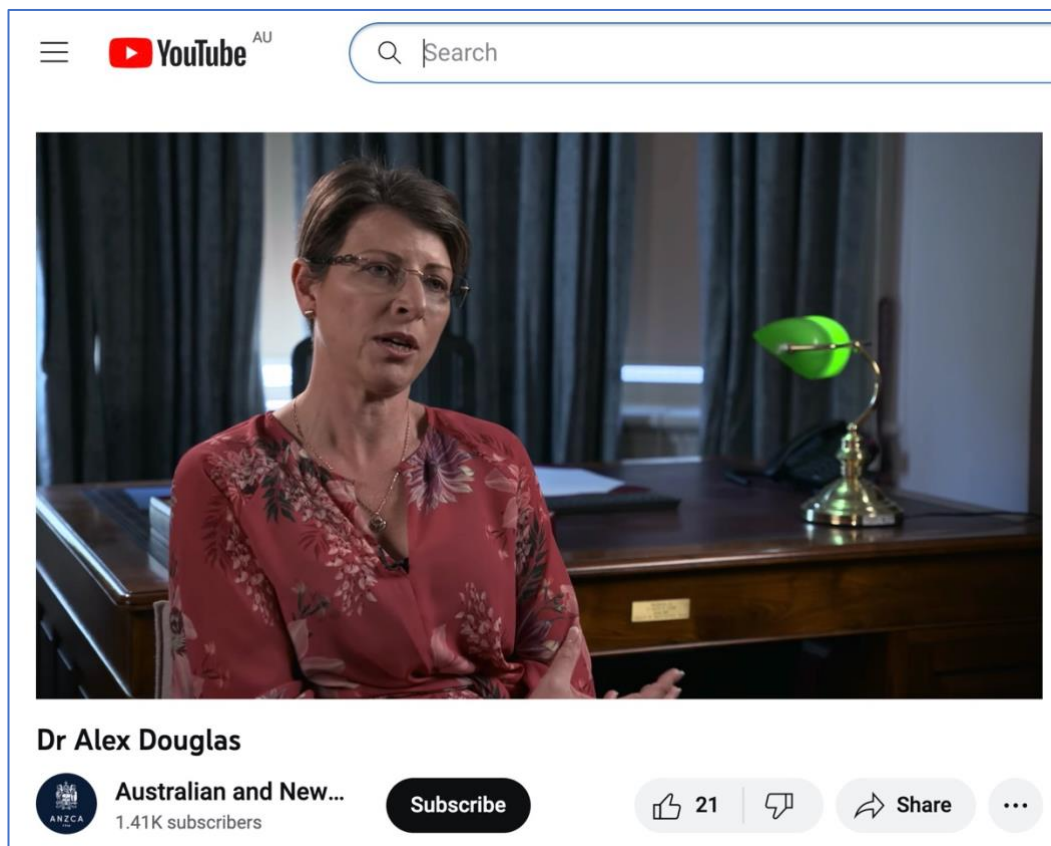 YouTube AU
Search
Dr Alex Douglas
Australian and New...
1.41K subscribers
ANZCA
Subscribe
21
Share